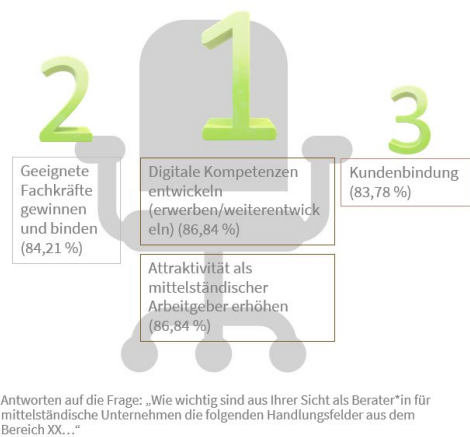 2
1
3
Geeignete
Fachkräfte
gewinnen
und binden
(84,21 %)
Digitale Kompetenzen
entwickeln
(erwerben/weiterentwick
eln) (86,84 %)
Kundenbindung
(83,78 %)
Attraktivität als
mittelständischer
Arbeitgeber erhöhen
(86,84 %)
Antworten auf die Frage: „Wie wichtig sind aus Ihrer Sicht als Berater*in für
mittelständische Unternehmen die folgenden Handlungsfelder aus dem
Bereich XX…“